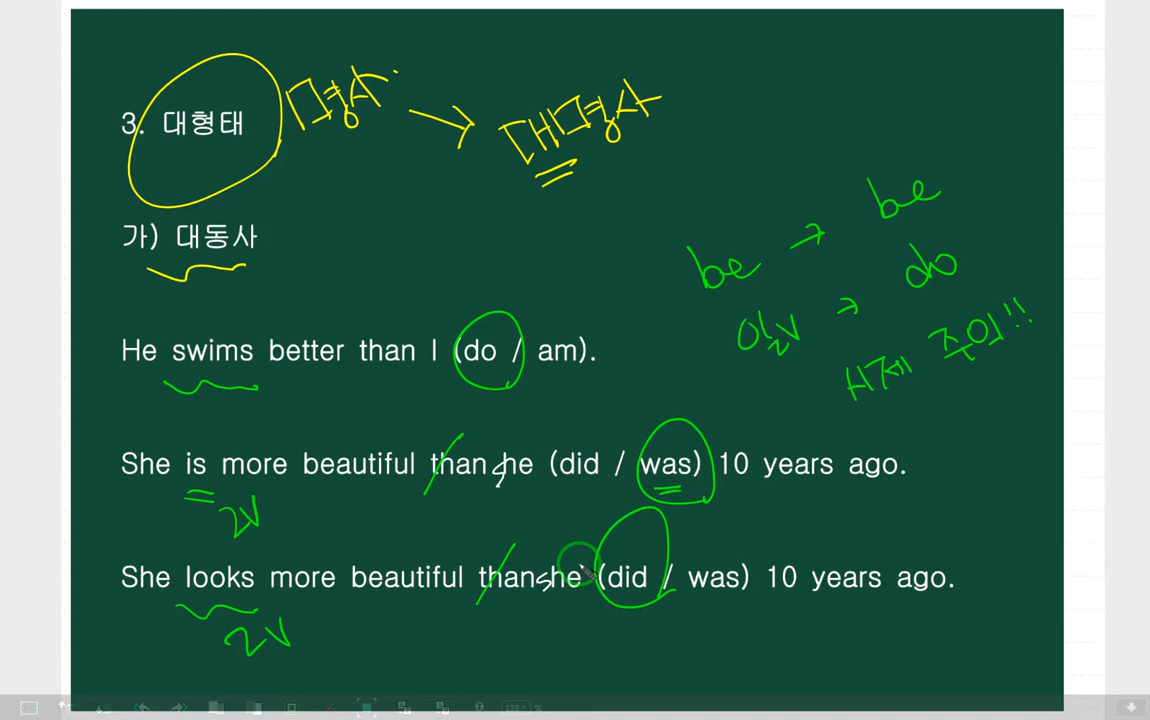 3. 대형태 명사 → 대명사
가) 대동사
be → be
일v → do
시제 주의!!
He swims better than I (do / am).
She is more beautiful than she (did / was) 10 years ago.
2v
She looks more beautiful than she (did / was) 10 years ago.
2v
133 %